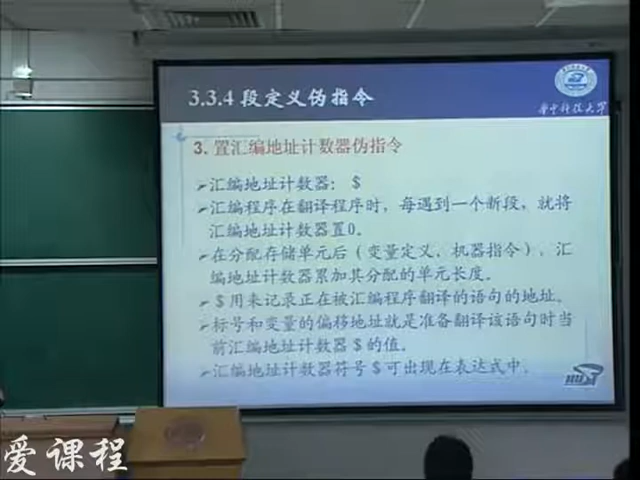 3.3.4 段定义伪指令
华中科技大学
3. 置汇编地址计数器伪指令
➢汇编地址计数器： $
➢汇编程序在翻译程序时，每遇到一个新段，就将
汇编地址计数器置0。
➢在分配存储单元后（变量定义，机器指令），汇
编地址计数器累加其分配的单元长度。
➢ $ 用来记录正在被汇编程序翻译的语句的地址。
➢标号和变量的偏移地址就是准备翻译该语句时当
前汇编地址计数器 $ 的值。
➢汇编地址计数器符号 $ 可出现在表达式中．
HUST
爱课程